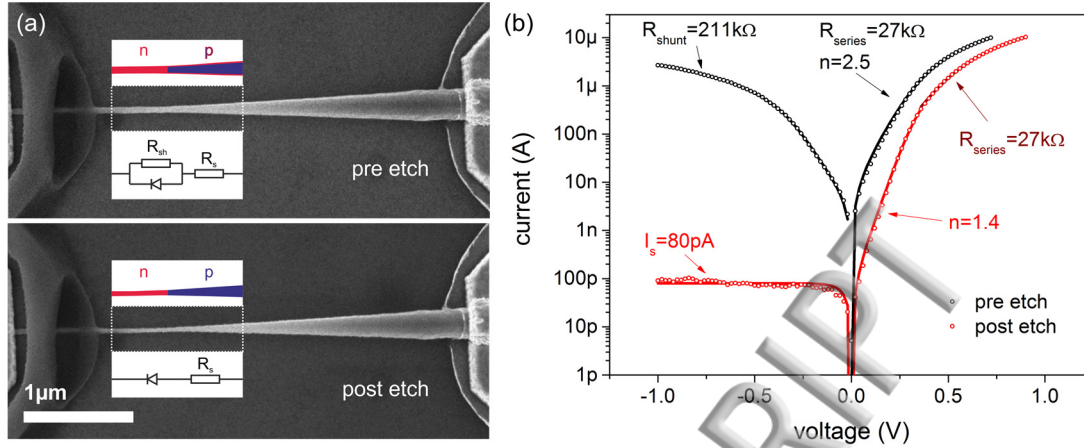 (a)
n p
R_sh
R_s
pre etch
n p
R_s
1µm
post etch
(b)
R_shunt=211kΩ
R_series=27kΩ
n=2.5
R_series=27kΩ
n=1.4
I_s=80pA
pre etch
post etch
10µ
1µ
100n
10n
1n
100p
10p
1p
current (A)
-1.0 -0.5 0.0 0.5 1.0
voltage (V)
RIPT